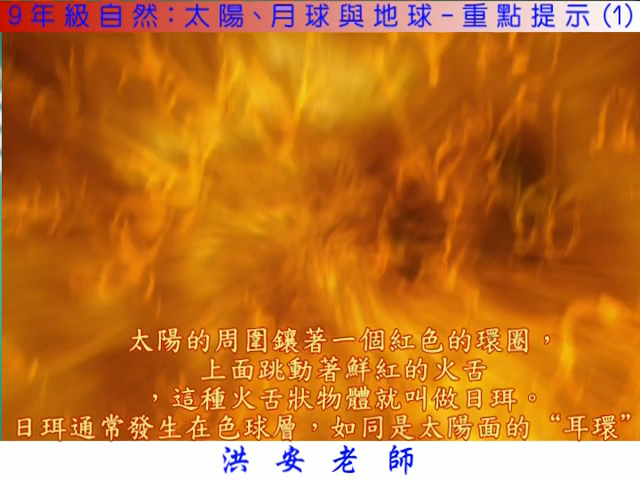 9年級自然:太陽、月球與地球-重點提示(1)
太陽的周圍鑲著一個紅色的環圈，
上面跳動著鮮紅的火舌
，這種火舌狀物體就叫做日珥。
日珥通常發生在色球層，如同是太陽面的“耳環”
洪安老師